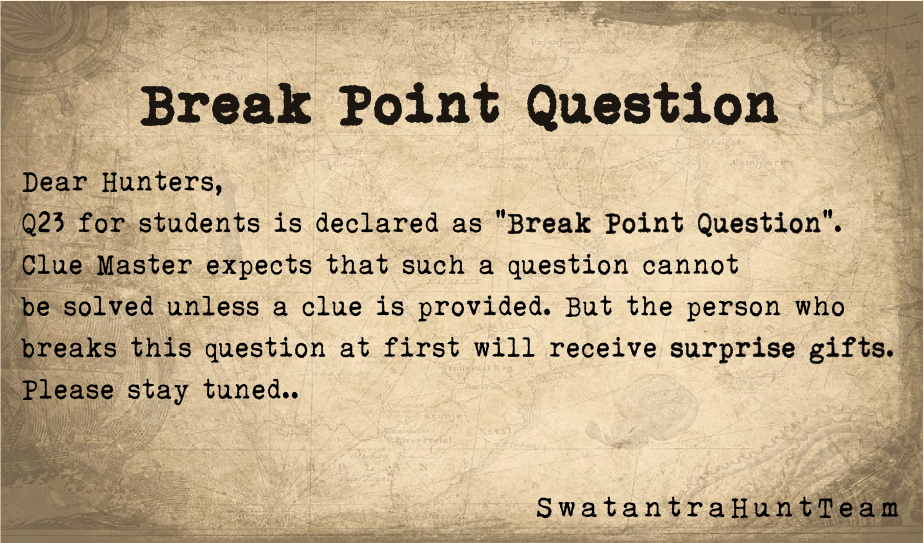 Break Point Question
Dear Hunters,
Q23 for students is declared as "Break Point Question".
Clue Master expects that such a question cannot
be solved unless a clue is provided. But the person who
breaks this question at first will receive surprise gifts.
Please stay tuned..
SwatantraHuntTeam